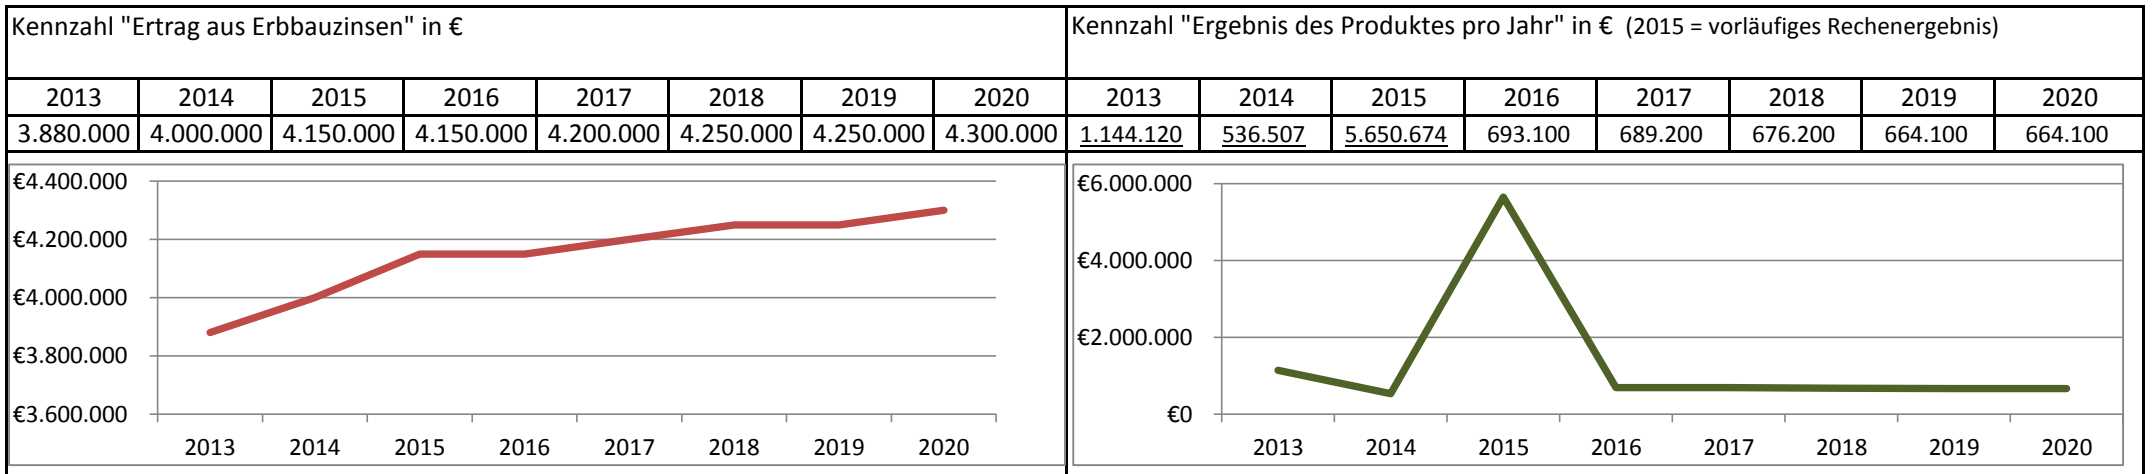 Kennzahl "Ertrag aus Erbbauzinsen" in €
2013 2014 2015 2016 2017 2018 2019 2020
3.880.000 4.000.000 4.150.000 4.150.000 4.200.000 4.250.000 4.250.000 4.300.000
€4.400.000
€4.200.000
€4.000.000
€3.800.000
€3.600.000
2013 2014 2015 2016 2017 2018 2019 2020
Kennzahl "Ergebnis des Produktes pro Jahr" in € (2015 = vorläufiges Rechenergebnis)
2013 2014 2015 2016 2017 2018 2019 2020
1.144.120 536.507 5.650.674 693.100 689.200 676.200 664.100 664.100
€6.000.000
€4.000.000
€2.000.000
€0
2013 2014 2015 2016 2017 2018 2019 2020